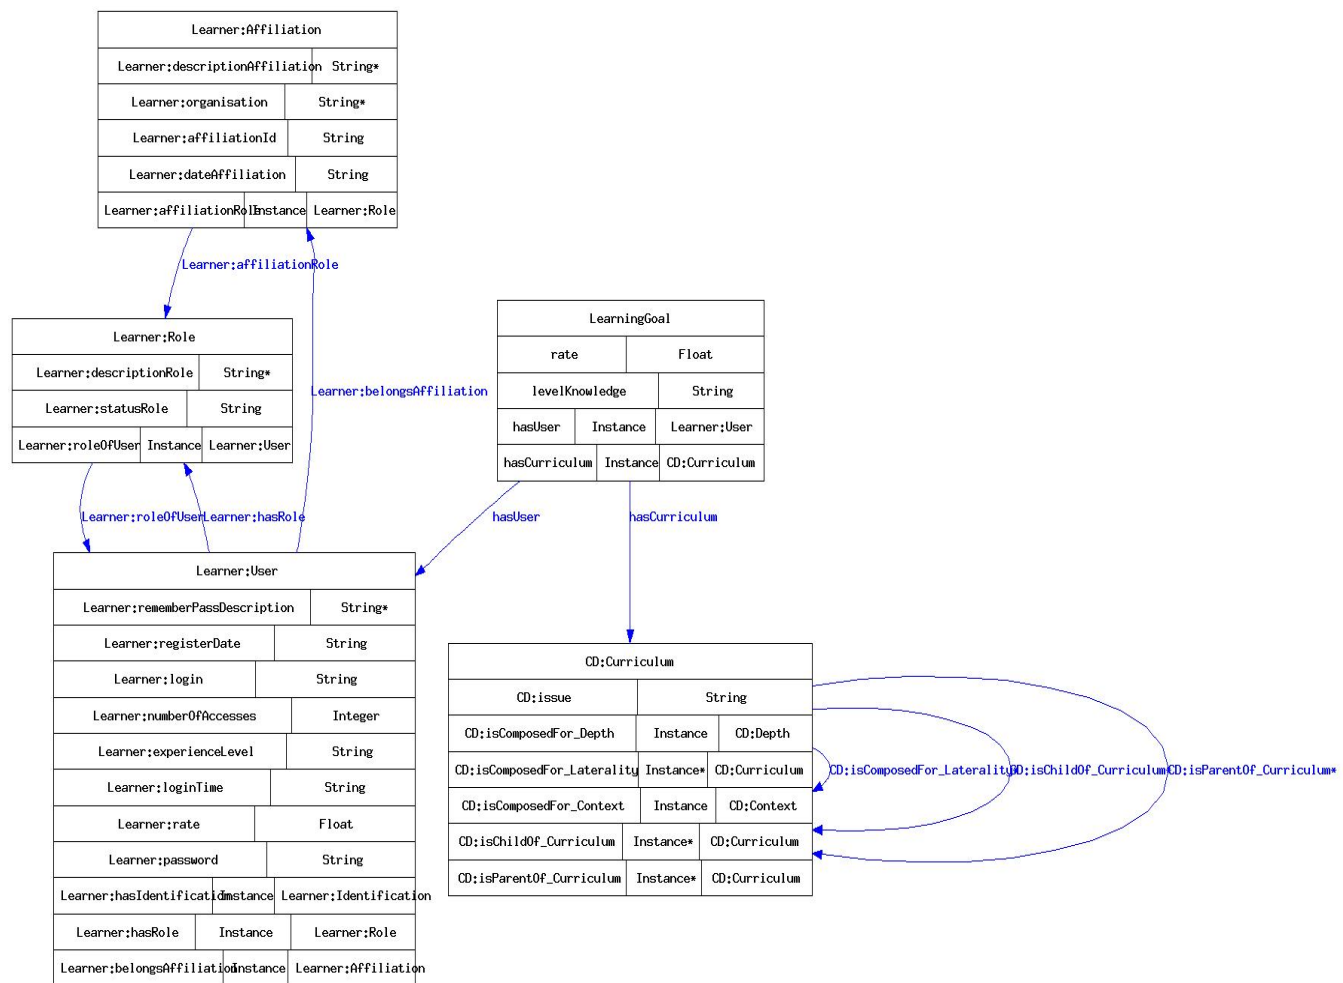 Learner:Affiliation
Learner:descriptionAffiliation String*
Learner:organisation String*
Learner:affiliationId String
Learner:dateAffiliation String
Learner:affiliationRole Instance Learner:Role
Learner:affiliationRole
Learner:Role
Learner:descriptionRole String*
Learner:statusRole String
Learner:roleOfUser Instance Learner:User
Learner:belongsAffiliation
LearningGoal
rate Float
levelKnowledge String
hasUser Instance Learner:User
hasCurriculum Instance CD:Curriculum
Learner:roleOfUser Learner:hasRole
hasUser
hasCurriculum
Learner:User
Learner:rememberPassDescription String*
Learner:registerDate String
Learner:login String
Learner:numberOfAccesses Integer
Learner:experienceLevel String
Learner:loginTime String
Learner:rate Float
Learner:password String
Learner:hasIdentification Instance Learner:Identification
Learner:hasRole Instance Learner:Role
Learner:belongsAffiliation Instance Learner:Affiliation
CD:Curriculum
CD:issue String
CD:isComposedFor_Depth Instance CD:Depth
CD:isComposedFor_Laterality Instance* CD:Curriculum
CD:isComposedFor_Context Instance CD:Context
CD:isChildOf_Curriculum Instance* CD:Curriculum
CD:isParentOf_Curriculum Instance* CD:Curriculum
CD:isComposedFor_Laterality* CD:isChildOf_Curriculum* CD:isParentOf_Curriculum*